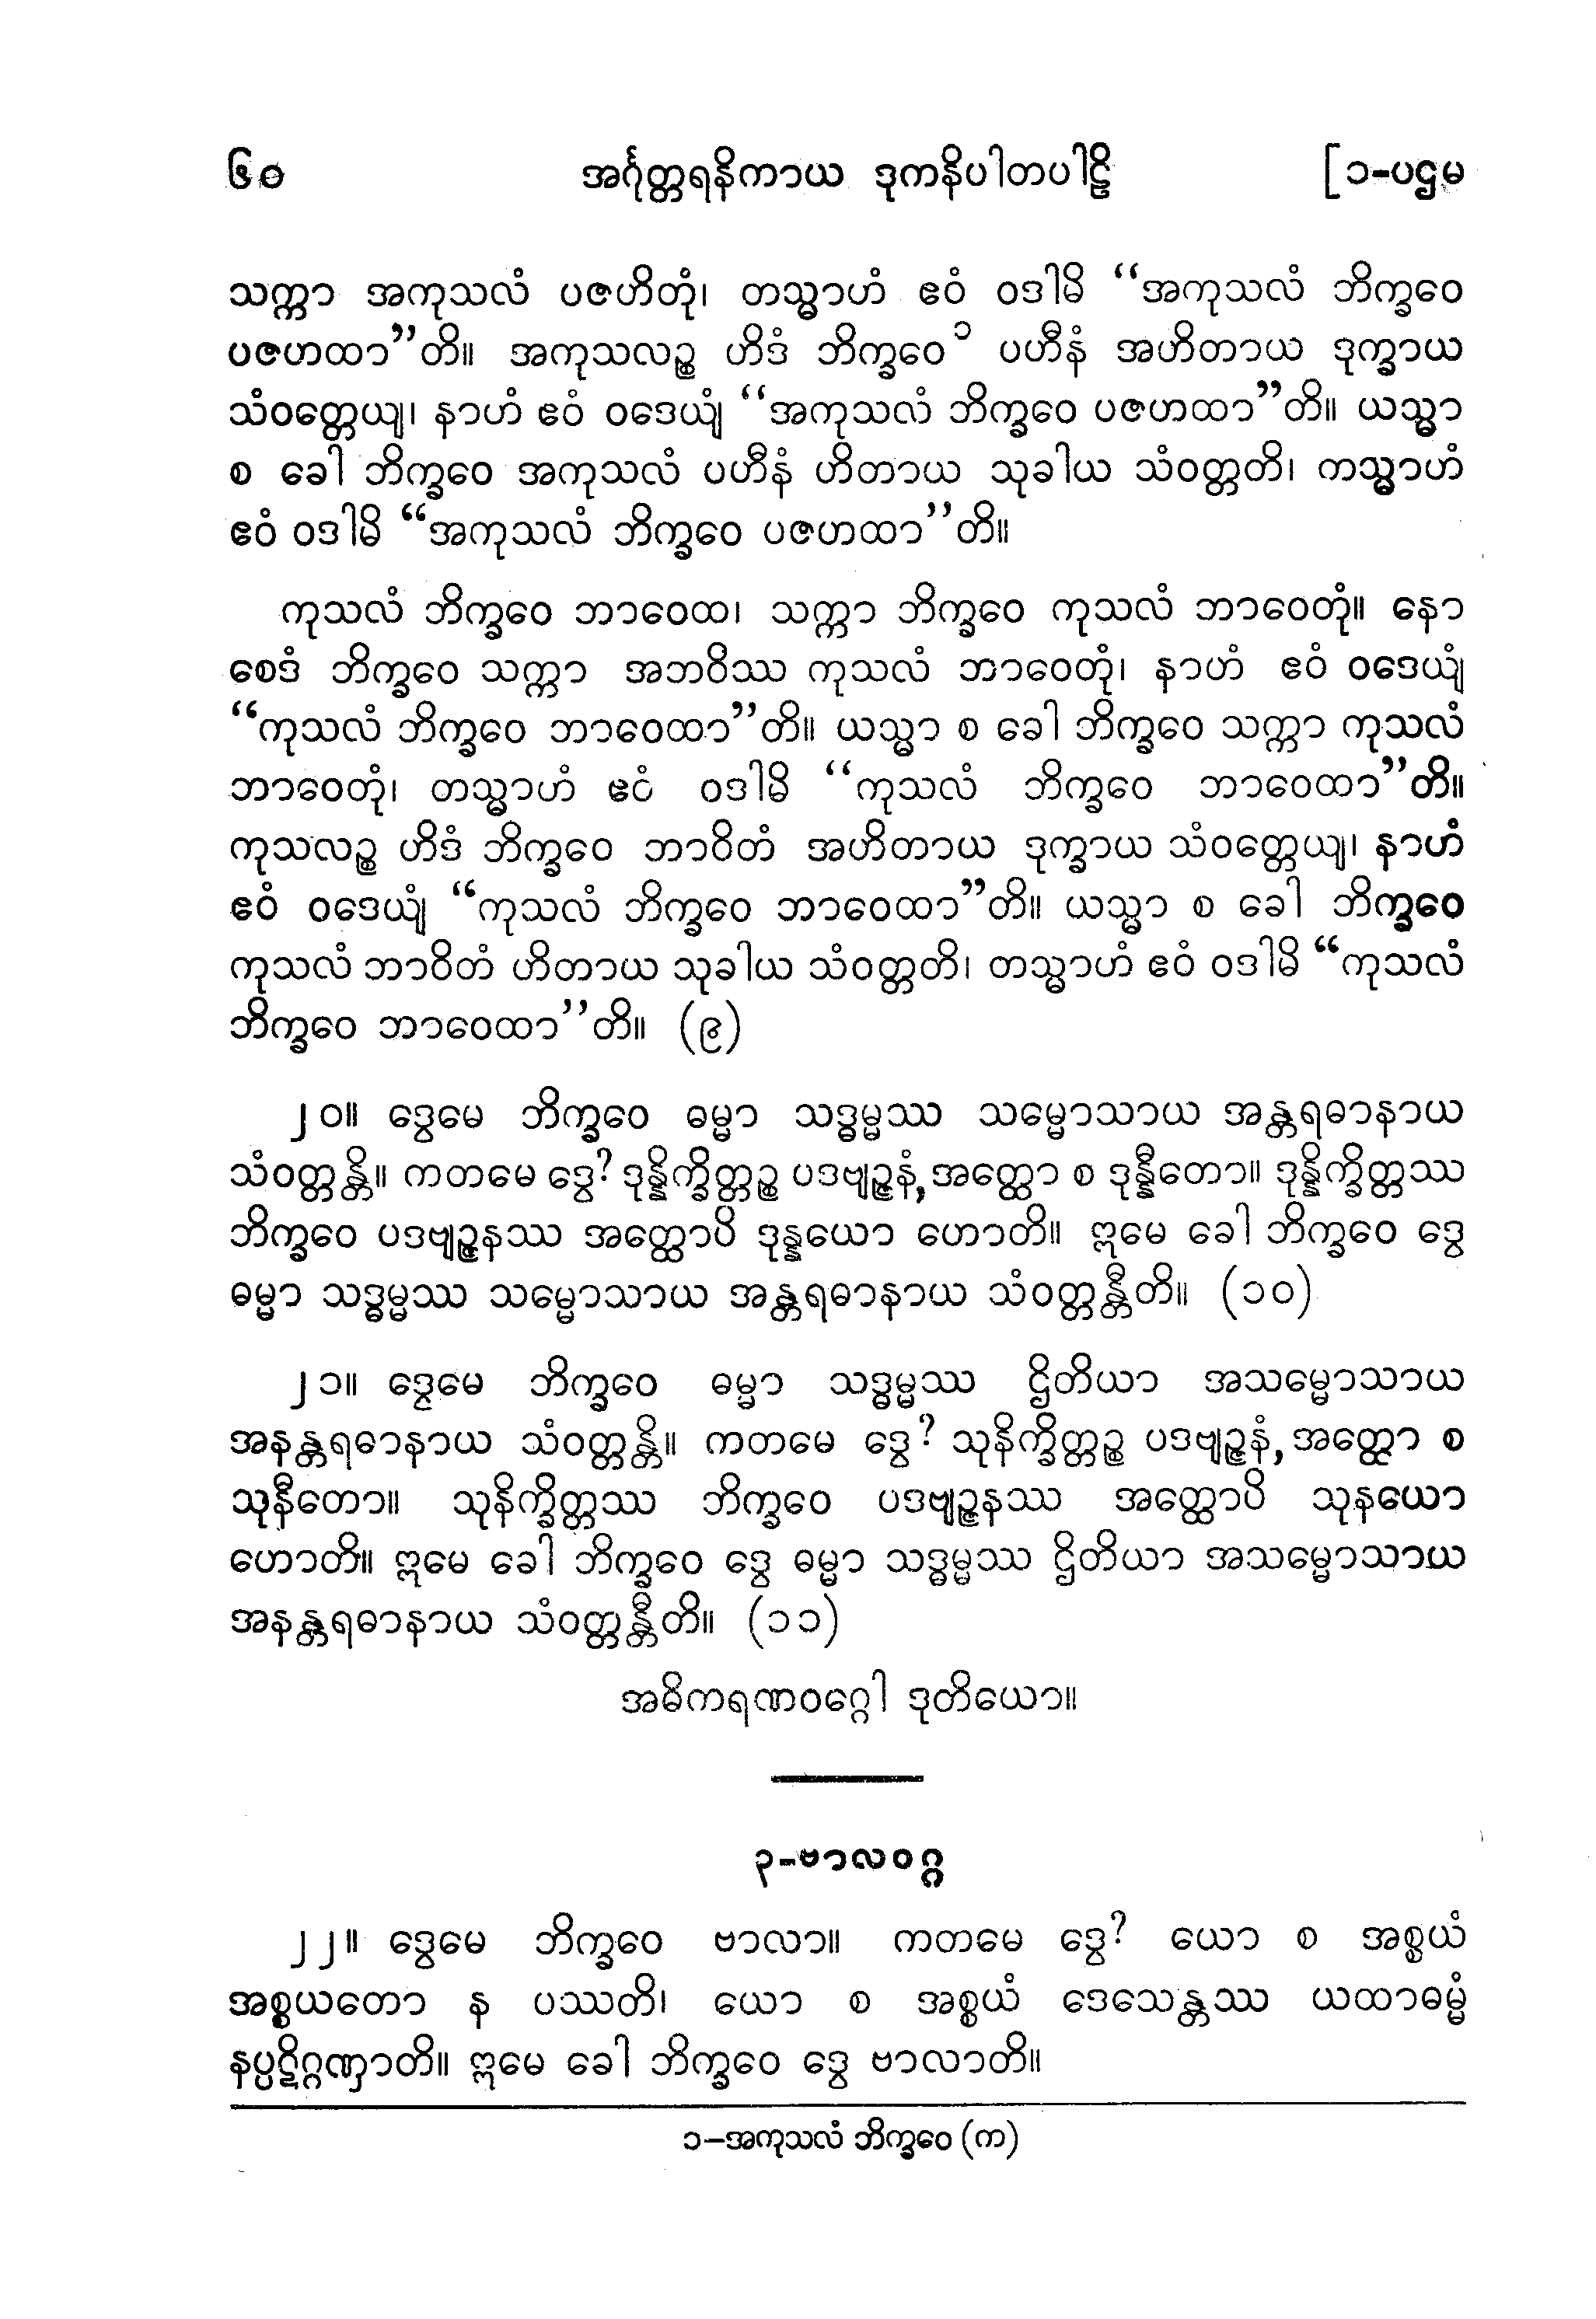 ၆၀ အင်္ဂုတ္တရနိကာယ ဒုကနိပါတပါဠိ [၁-ပဌမ
သက္ကာ အကုသလံ ပဇဟိတုံ၊ တသ္မာဟံ ဧဝံ ဝဒါမိ “အကုသလံ ဘိက္ခဝေ
ပဇဟထာ”တိ။ အကုသလဉ္စ ဟိဒံ ဘိက္ခဝေ ၁ ပဟီနံ အဟိတာယ ဒုက္ခာယ
သံဝတ္တေယျ၊ နာဟံ ဧဝံ ဝဒေယျံ “အကုသလံ ဘိက္ခဝေ ပဇဟထာ”တိ။ ယသ္မာ
စ ခေါ ဘိက္ခဝေ အကုသလံ ပဟီနံ ဟိတာယ သုခါယ သံဝတ္တတိ၊ ကသ္မာဟံ
ဧဝံ ဝဒါမိ “အကုသလံ ဘိက္ခဝေ ပဇဟထာ”တိ။
ကုသလံ ဘိက္ခဝေ ဘာဝေထ၊ သက္ကာ ဘိက္ခဝေ ကုသလံ ဘာဝေတုံ။ နော
စေဒံ ဘိက္ခဝေ သက္ကာ အဘဝိဿ ကုသလံ ဘာဝေတုံ၊ နာဟံ ဧဝံ ဝဒေယျံ
“ကုသလံ ဘိက္ခဝေ ဘာဝေထာ”တိ။ ယသ္မာ စ ခေါ ဘိက္ခဝေ သက္ကာ ကုသလံ
ဘာဝေတုံ၊ တသ္မာဟံ ဧဝံ ဝဒါမိ “ကုသလံ ဘိက္ခဝေ ဘာဝေထာ”တိ။
ကုသလဉ္စ ဟိဒံ ဘိက္ခဝေ ဘာဝိတံ အဟိတာယ ဒုက္ခာယ သံဝတ္တေယျ၊ နာဟံ
ဧဝံ ဝဒေယျံ “ကုသလံ ဘိက္ခဝေ ဘာဝေထာ”တိ။ ယသ္မာ စ ခေါ ဘိက္ခဝေ
ကုသလံ ဘာဝိတံ ဟိတာယ သုခါယ သံဝတ္တတိ၊ တသ္မာဟံ ဧဝံ ဝဒါမိ “ကုသလံ
ဘိက္ခဝေ ဘာဝေထာ”တိ။ (၉)
၂၀။ ဒွေမေ ဘိက္ခဝေ ဓမ္မာ သဒ္ဓမ္မဿ သမ္မောသာယ အန္တရဓာနာယ
သံဝတ္တန္တိ။ ကတမေ ဒွေ? ဒုန္နိက္ခိတ္တဉ္စ ပဒဗျဉ္ဇနံ, အတ္ထော စ ဒုန္နီတော။ ဒုန္နိက္ခိတ္တဿ
ဘိက္ခဝေ ပဒဗျဉ္ဇနဿ အတ္ထောပိ ဒုန္နယော ဟောတိ။ ဣမေ ခေါ ဘိက္ခဝေ ဒွေ
ဓမ္မာ သဒ္ဓမ္မဿ သမ္မောသာယ အန္တရဓာနာယ သံဝတ္တန္တီတိ။ (၁၀)
၂၁။ ဒွေမေ ဘိက္ခဝေ ဓမ္မာ သဒ္ဓမ္မဿ ဌိတိယာ အသမ္မောသာယ
အနန္တရဓာနာယ သံဝတ္တန္တိ။ ကတမေ ဒွေ? သုနိက္ခိတ္တဉ္စ ပဒဗျဉ္ဇနံ, အတ္ထော စ
သုနီတော။ သုနိက္ခိတ္တဿ ဘိက္ခဝေ ပဒဗျဉ္ဇနဿ အတ္ထောပိ သုနယော
ဟောတိ။ ဣမေ ခေါ ဘိက္ခဝေ ဒွေ ဓမ္မာ သဒ္ဓမ္မဿ ဌိတိယာ အသမ္မောသာယ
အနန္တရဓာနာယ သံဝတ္တန္တီတိ။ (၁၁)
အဓိကရဏဝဂ္ဂေါ ဒုတိယော။
၃-ဗာလဝဂ္ဂ
၂၂။ ဒွေမေ ဘိက္ခဝေ ဗာလာ။ ကတမေ ဒွေ? ယော စ အစ္စယံ
အစ္စယတော န ပဿတိ၊ ယော စ အစ္စယံ ဒေသေန္တဿ ယထာဓမ္မံ
နပ္ပဋိဂ္ဂဏှာတိ။ ဣမေ ခေါ ဘိက္ခဝေ ဒွေ ဗာလာတိ။
၁–အကုသလံ ဘိက္ခဝေ (က)